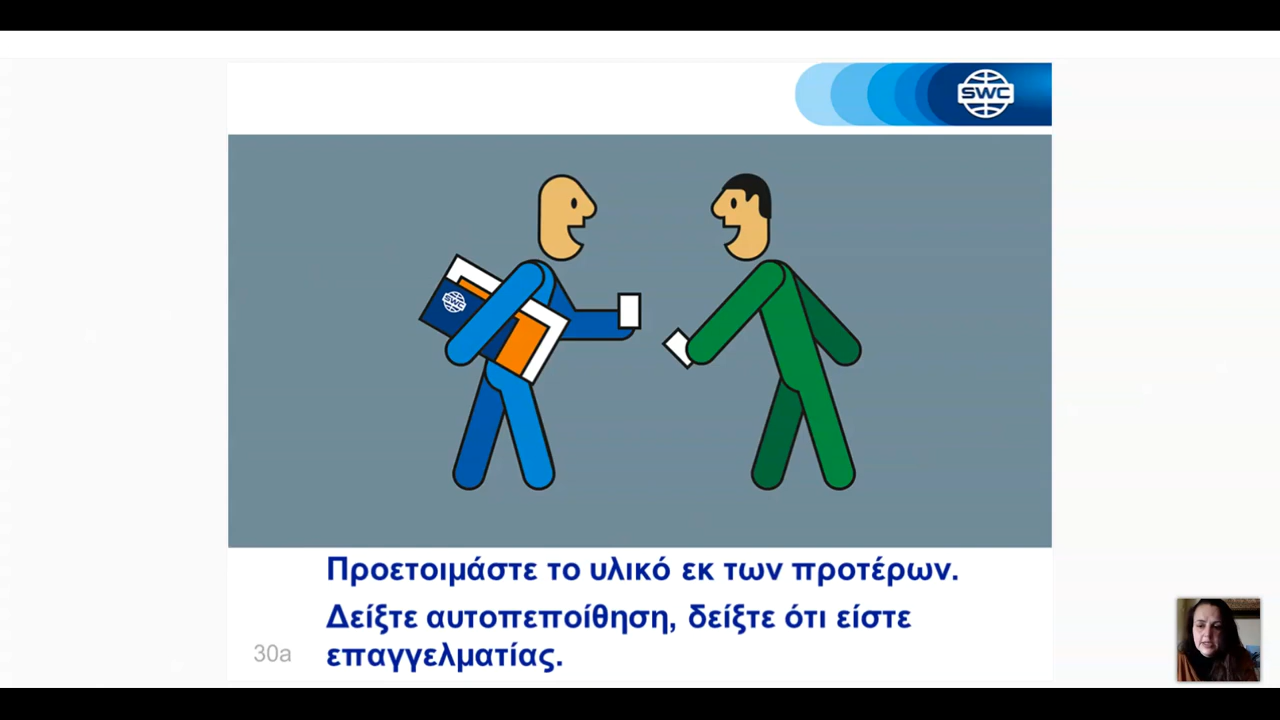 SWC
SWC
Προετοιμάστε το υλικό εκ των προτέρων.
Δείξτε αυτοπεποίθηση, δείξτε ότι είστε
επαγγελματίας.
30a